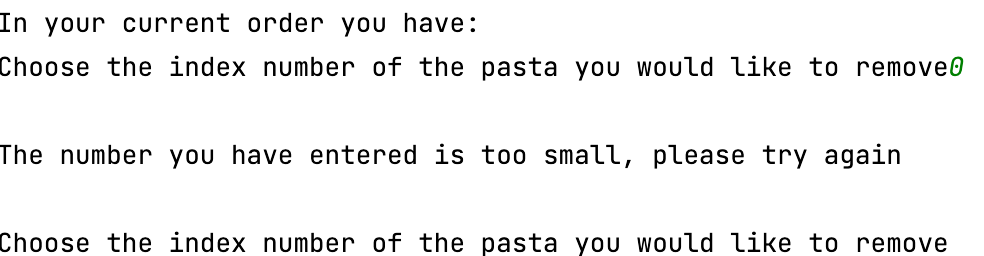 In your current order you have:
Choose the index number of the pasta you would like to remove0
The number you have entered is too small, please try again
Choose the index number of the pasta you would like to remove